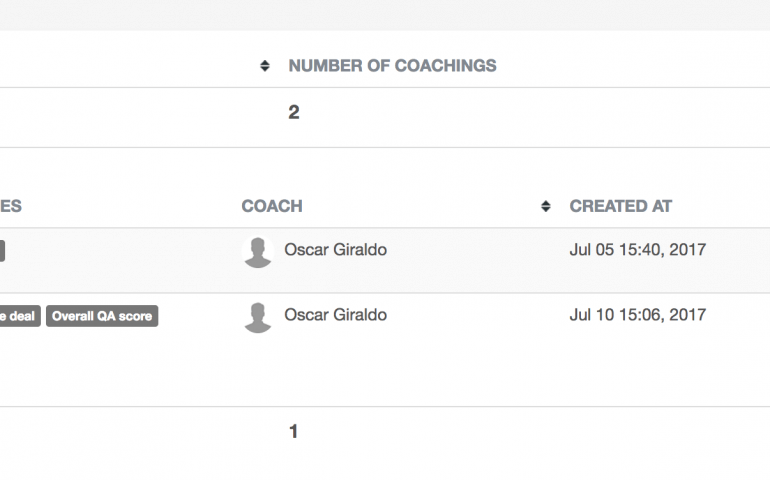 NUMBER OF COACHINGS
2
ES COACH CREATED AT
Oscar Giraldo Jul 05 15:40, 2017
e deal Overall QA score Oscar Giraldo Jul 10 15:06, 2017
1